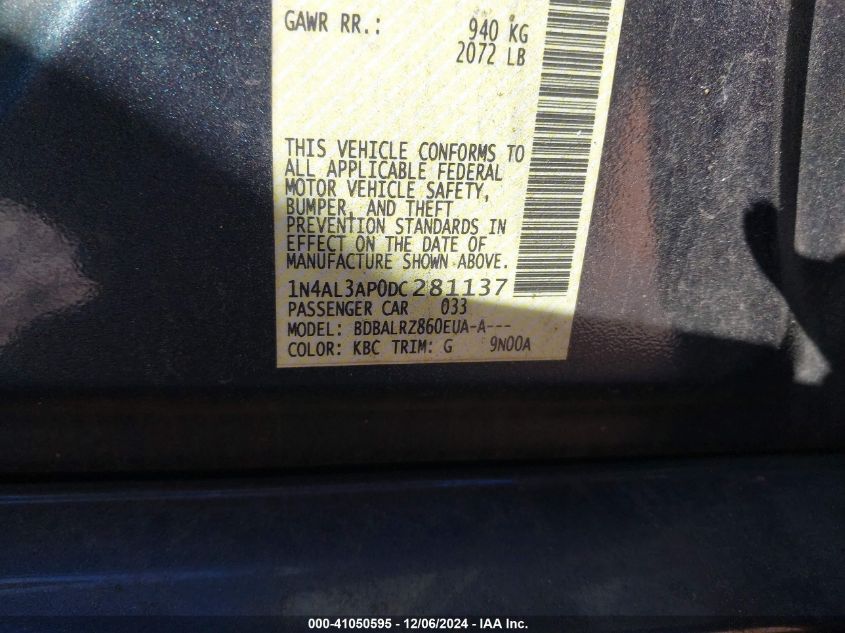 GAWR RR.: 940 KG
2072 LB
THIS VEHICLE CONFORMS TO
ALL APPLICABLE FEDERAL
MOTOR VEHICLE SAFETY,
BUMPER, AND THEFT
PREVENTION STANDARDS IN
EFFECT ON THE DATE OF
MANUFACTURE SHOWN ABOVE.
1N4AL3AP0DC281137
PASSENGER CAR 033
MODEL: BDBALRZ860EUA-A---
COLOR: KBC TRIM: G 9N00A
000-41050595 - 12/06/2024 - IAA Inc.